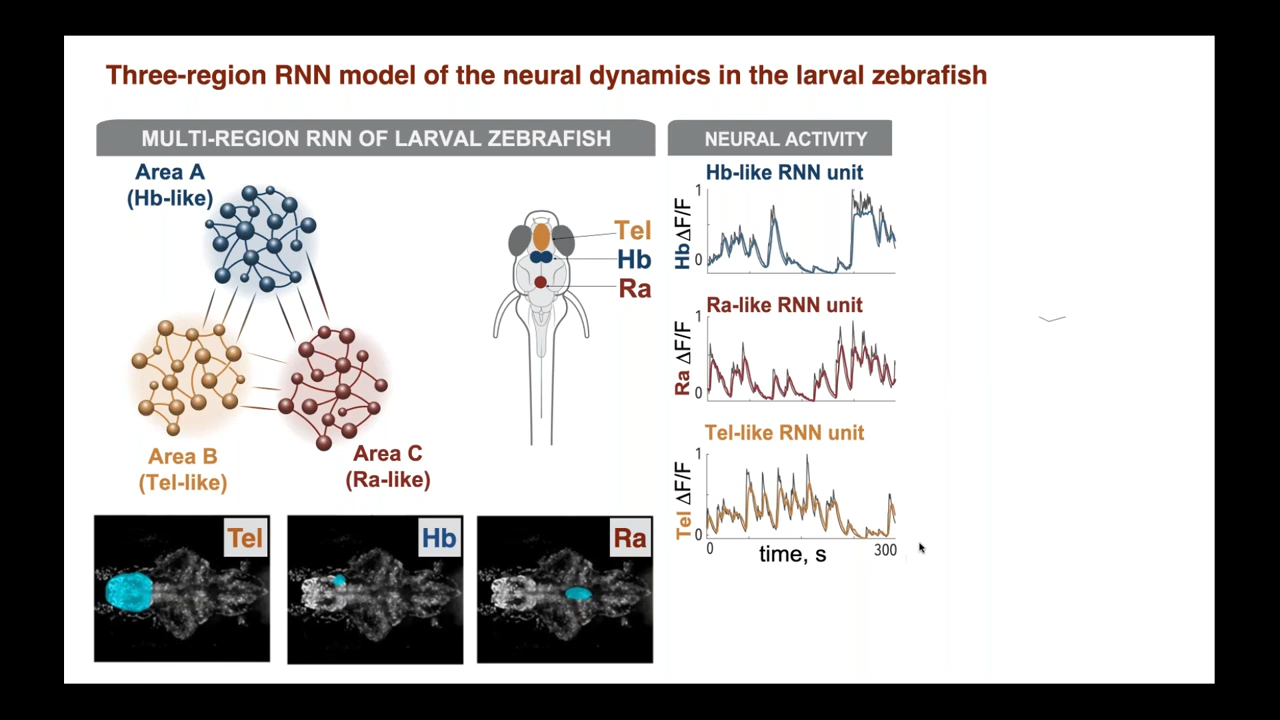 Three-region RNN model of the neural dynamics in the larval zebrafish
MULTI-REGION RNN OF LARVAL ZEBRAFISH
Area A
(Hb-like)
Tel
Hb
Ra
Area B
(Tel-like)
Area C
(Ra-like)
Tel
Hb
Ra
NEURAL ACTIVITY
Hb-like RNN unit
1
Hb ΔF/F
0
Ra-like RNN unit
1
Ra ΔF/F
0
Tel-like RNN unit
1
Tel ΔF/F
0
0
time, s
300